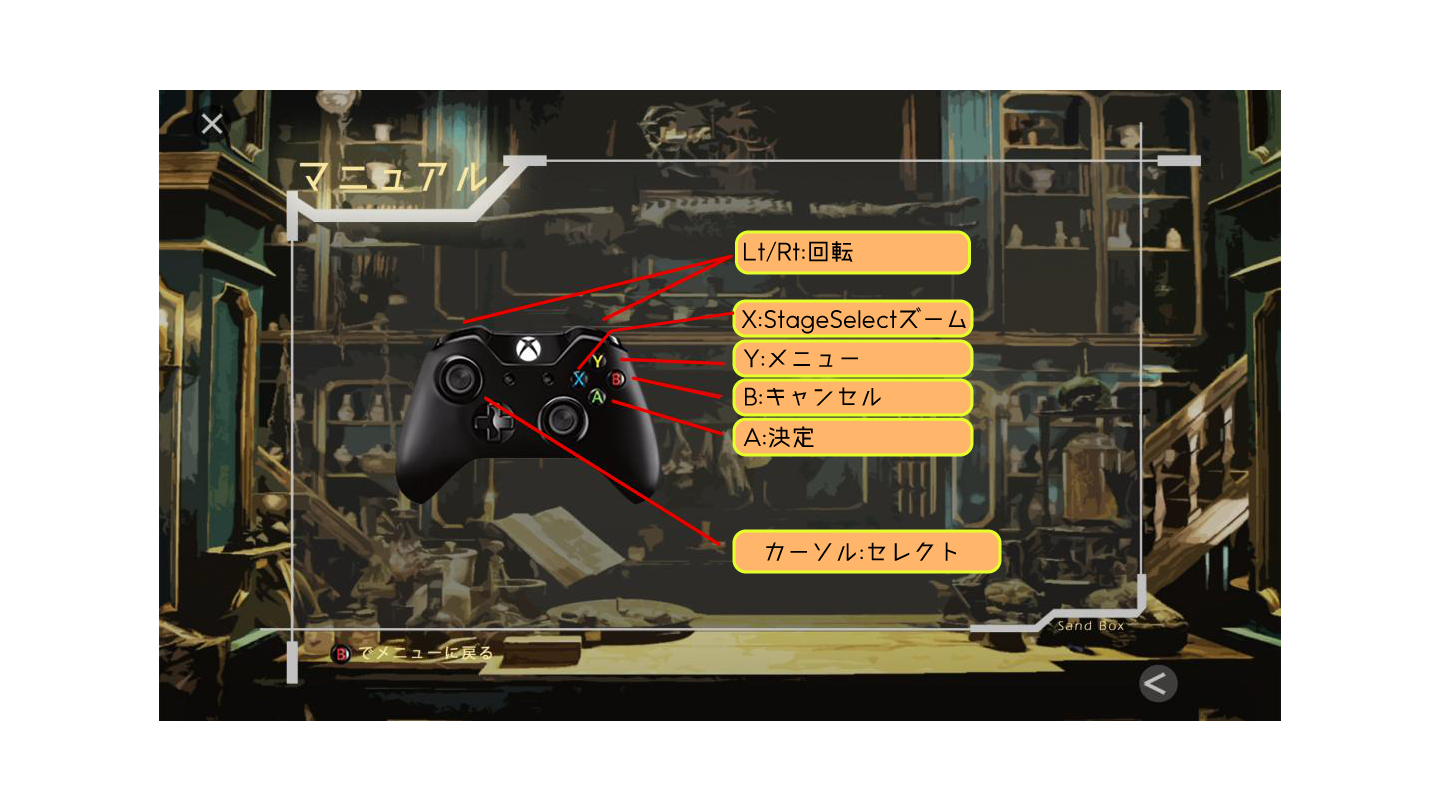 マニュアル
Lt/Rt:回転
X:StageSelectズーム
Y:メニュー
B:キャンセル
A:決定
Y
X
B
A
カーソル:セレクト
Sand Box
B でメニューに戻る